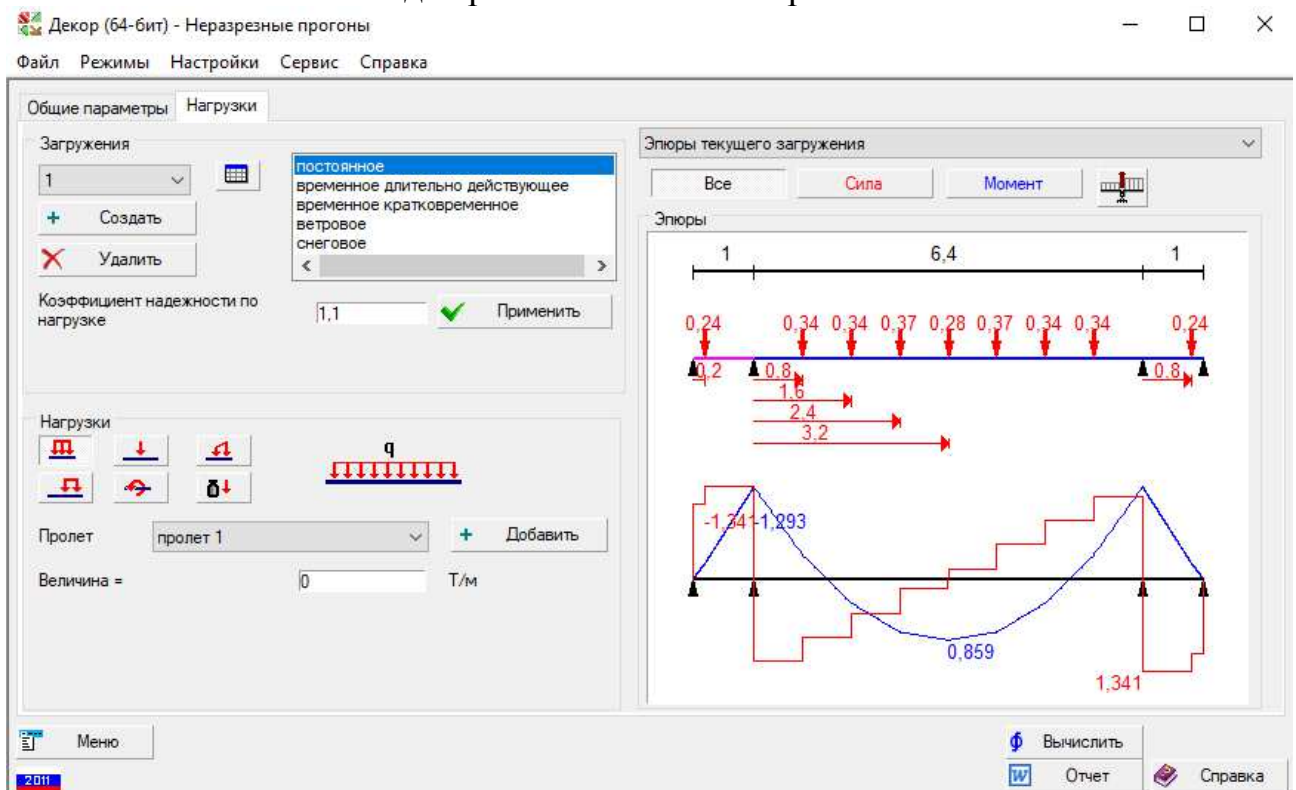 Декор (64-бит) - Неразрезные прогоны
Файл Режимы Настройки Сервис Справка
Общие параметры Нагрузки
Загружения
1
Создать
Удалить
постоянное
временное длительно действующее
временное кратковременное
ветровое
снеговое
Коэффициент надежности по
нагрузке
1,1
Применить
Нагрузки
q
Пролет
пролет 1
Добавить
Величина =
0
Т/м
Эпюры текущего загружения
Все Сила Момент
Эпюры
1 6,4 1
0,24 0,34 0,34 0,37 0,28 0,37 0,34 0,34 0,24
0,2 0,8 0,8
1,6
2,4
3,2
-1,341 -1,293
0,859
1,341
Меню
Вычислить
2011
Отчет
Справка